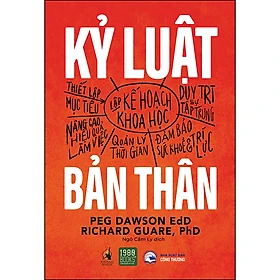 KỶ LUẬT
THIẾT LẬP
MỤC TIÊU
LẬP KẾ HOẠCH
KHOA HỌC
DUY TRÌ
SỰ TẬP TRUNG
NÂNG CAO
HIỆU QUẢ
LÀM VIỆC
QUẢN LÝ
THỜI GIAN
ĐẢM BẢO
SỨC KHỎE & TRÍ LỰC
BẢN THÂN
PEG DAWSON EdD
RICHARD GUARE, PhD
Ngô Cẩm Ly dịch
1980
BOOKS
NHÀ XUẤT BẢN
CÔNG THƯƠNG